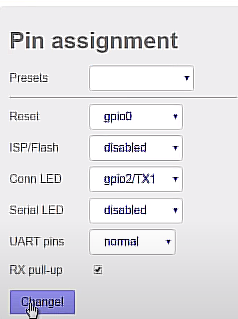 Pin assignment
Presets
Reset gpio0
ISP/Flash disabled
Conn LED gpio2/TX1
Serial LED disabled
UART pins normal
RX pull-up
Change!